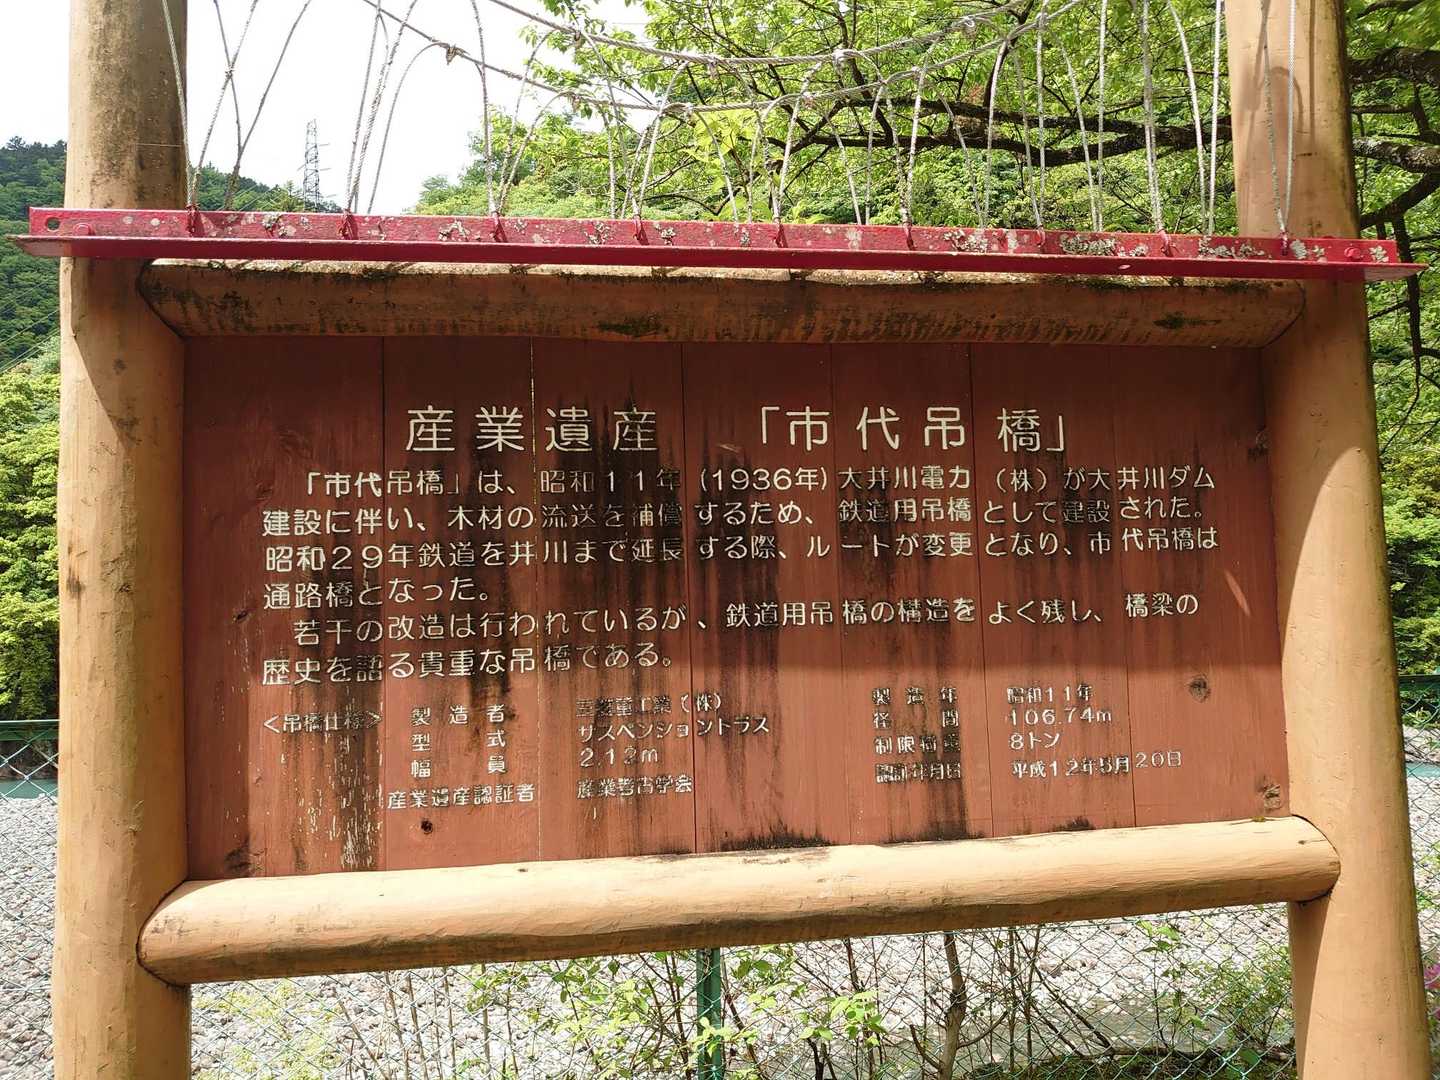 産業遺産 「市代吊橋」
「市代吊橋」は、昭和11年(1936年)大井川電力(株)が大井川ダム
建設に伴い、木材の流送を補償するため、鉄道用吊橋として建設された。
昭和29年鉄道を井川まで延長する際、ルートが変更となり、市代吊橋は
通路橋となった。
若干の改造は行われているが、鉄道用吊橋の構造をよく残し、橋梁の
歴史を語る貴重な吊橋である。
<吊橋仕様> 製造者 重工業(株) 製造年 昭和11年
型式 サスペンショントラス 径間 106.74m
幅員 2.12m 制限荷重 8トン
産業遺産認証者 産業考古学会 認証年月日 平成12年5月20日